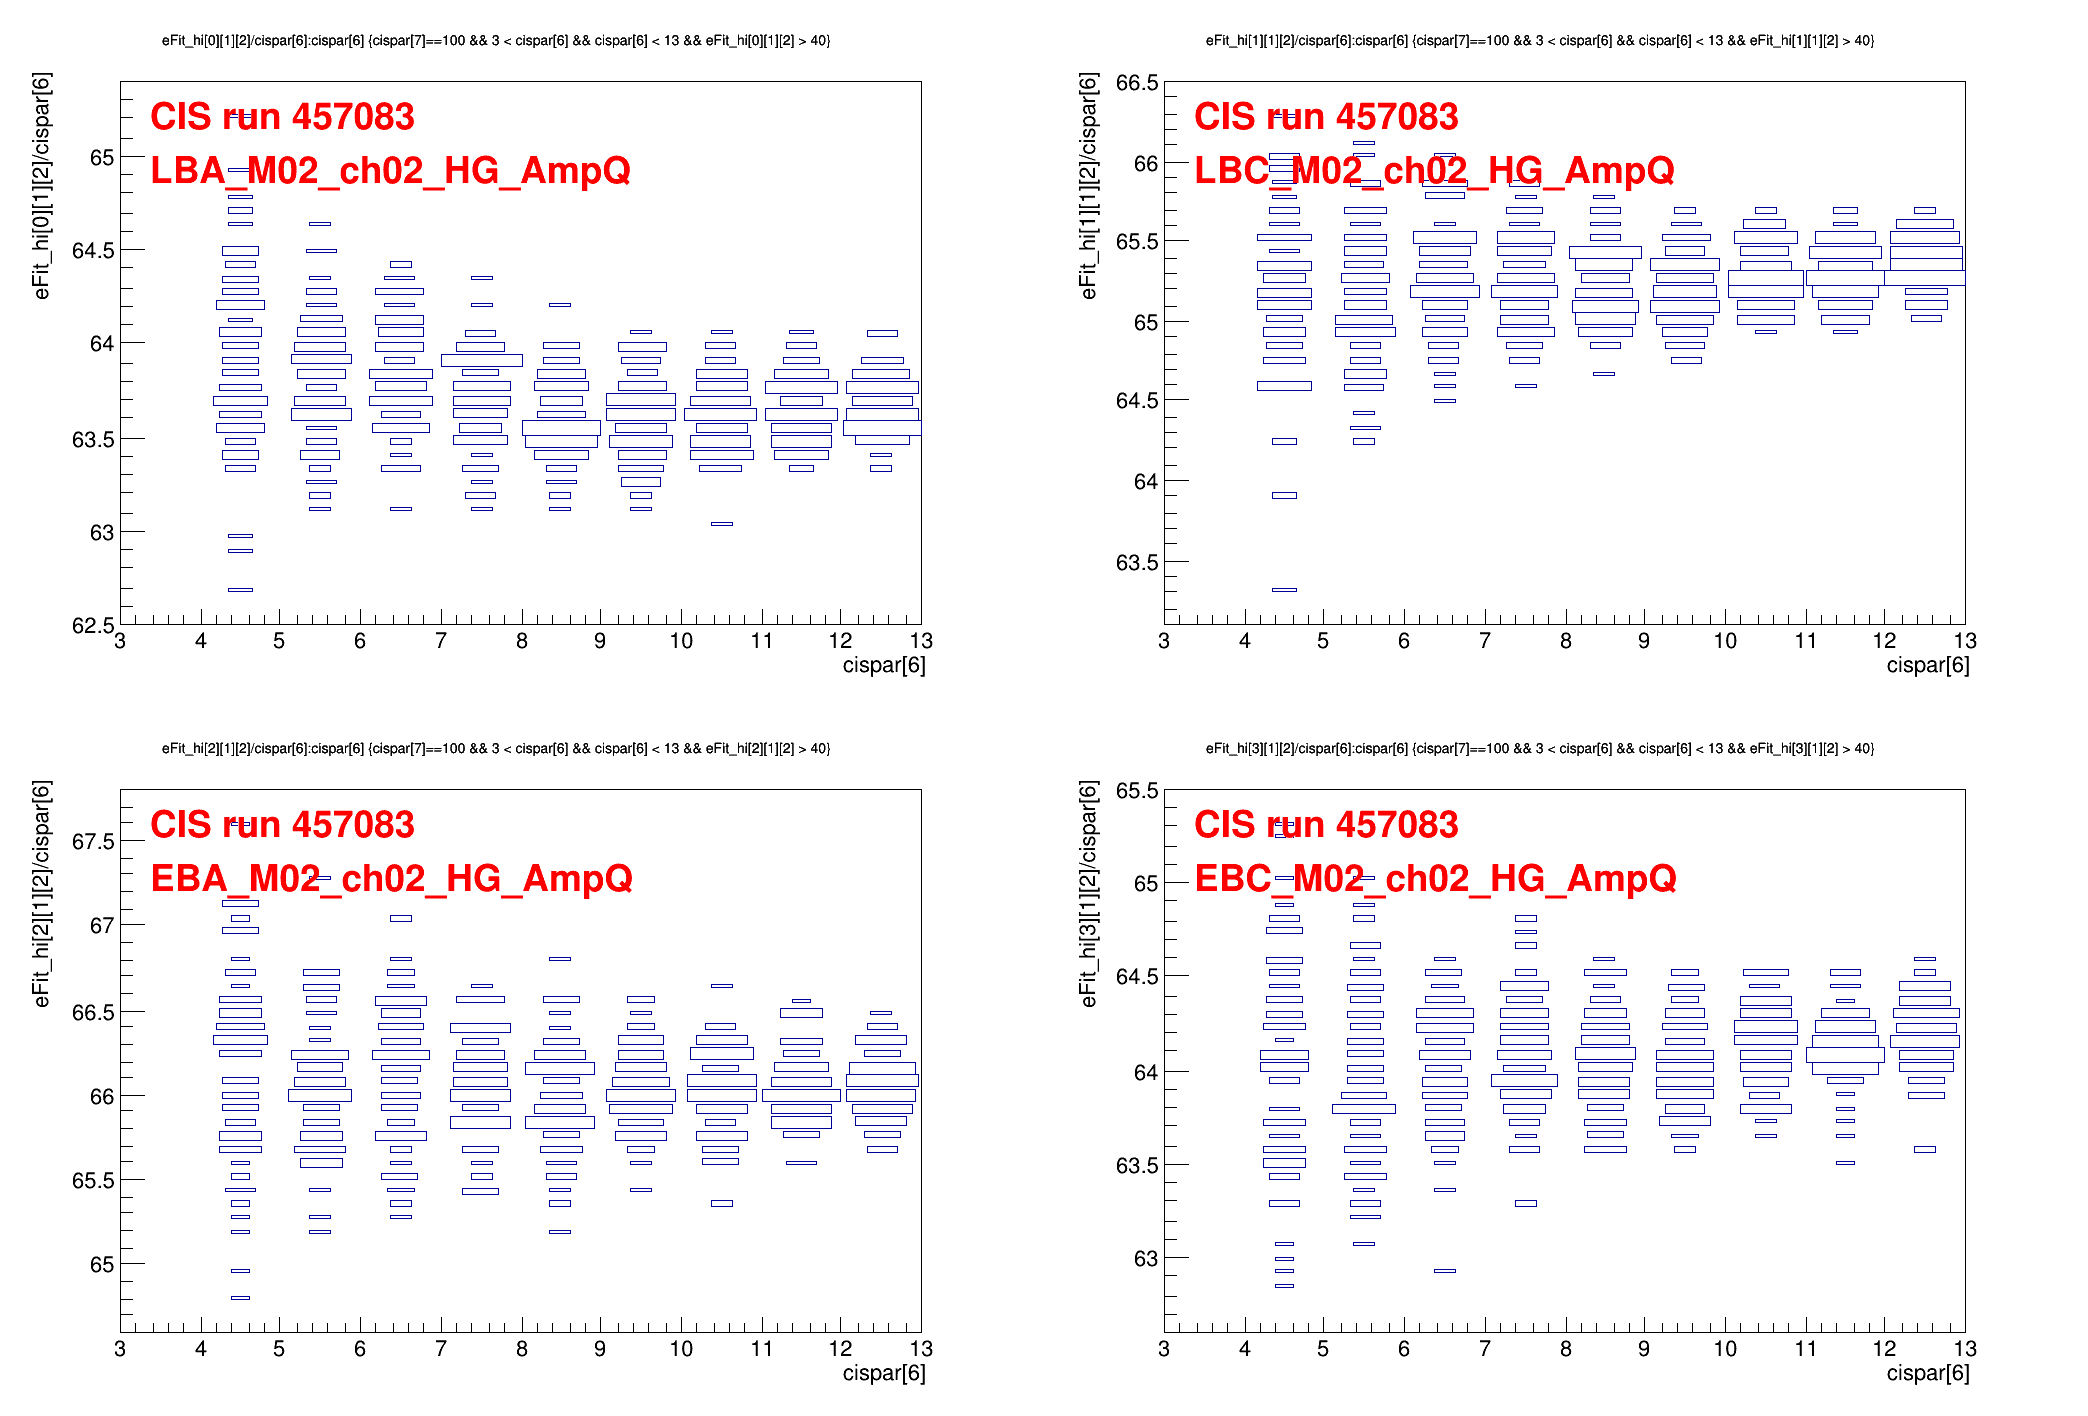 eFit_hi[0][1][2]/cispar[6]:cispar[6] {cispar[7]==100 && 3 < cispar[6] && cispar[6] < 13 && eFit_hi[0][1][2] > 40}
eFit_hi[0][1][2]/cispar[6]
CIS run 457083
LBA_M02_ch02_HG_AmpQ
65
64.5
64
63.5
63
62.5
3 4 5 6 7 8 9 10 11 12 13
cispar[6]
eFit_hi[1][1][2]/cispar[6]:cispar[6] {cispar[7]==100 && 3 < cispar[6] && cispar[6] < 13 && eFit_hi[1][1][2] > 40}
eFit_hi[1][1][2]/cispar[6]
CIS run 457083
LBC_M02_ch02_HG_AmpQ
66.5
66
65.5
65
64.5
64
63.5
3 4 5 6 7 8 9 10 11 12 13
cispar[6]
eFit_hi[2][1][2]/cispar[6]:cispar[6] {cispar[7]==100 && 3 < cispar[6] && cispar[6] < 13 && eFit_hi[2][1][2] > 40}
eFit_hi[2][1][2]/cispar[6]
CIS run 457083
EBA_M02_ch02_HG_AmpQ
67.5
67
66.5
66
65.5
65
3 4 5 6 7 8 9 10 11 12 13
cispar[6]
eFit_hi[3][1][2]/cispar[6]:cispar[6] {cispar[7]==100 && 3 < cispar[6] && cispar[6] < 13 && eFit_hi[3][1][2] > 40}
eFit_hi[3][1][2]/cispar[6]
CIS run 457083
EBC_M02_ch02_HG_AmpQ
65.5
65
64.5
64
63.5
63
3 4 5 6 7 8 9 10 11 12 13
cispar[6]